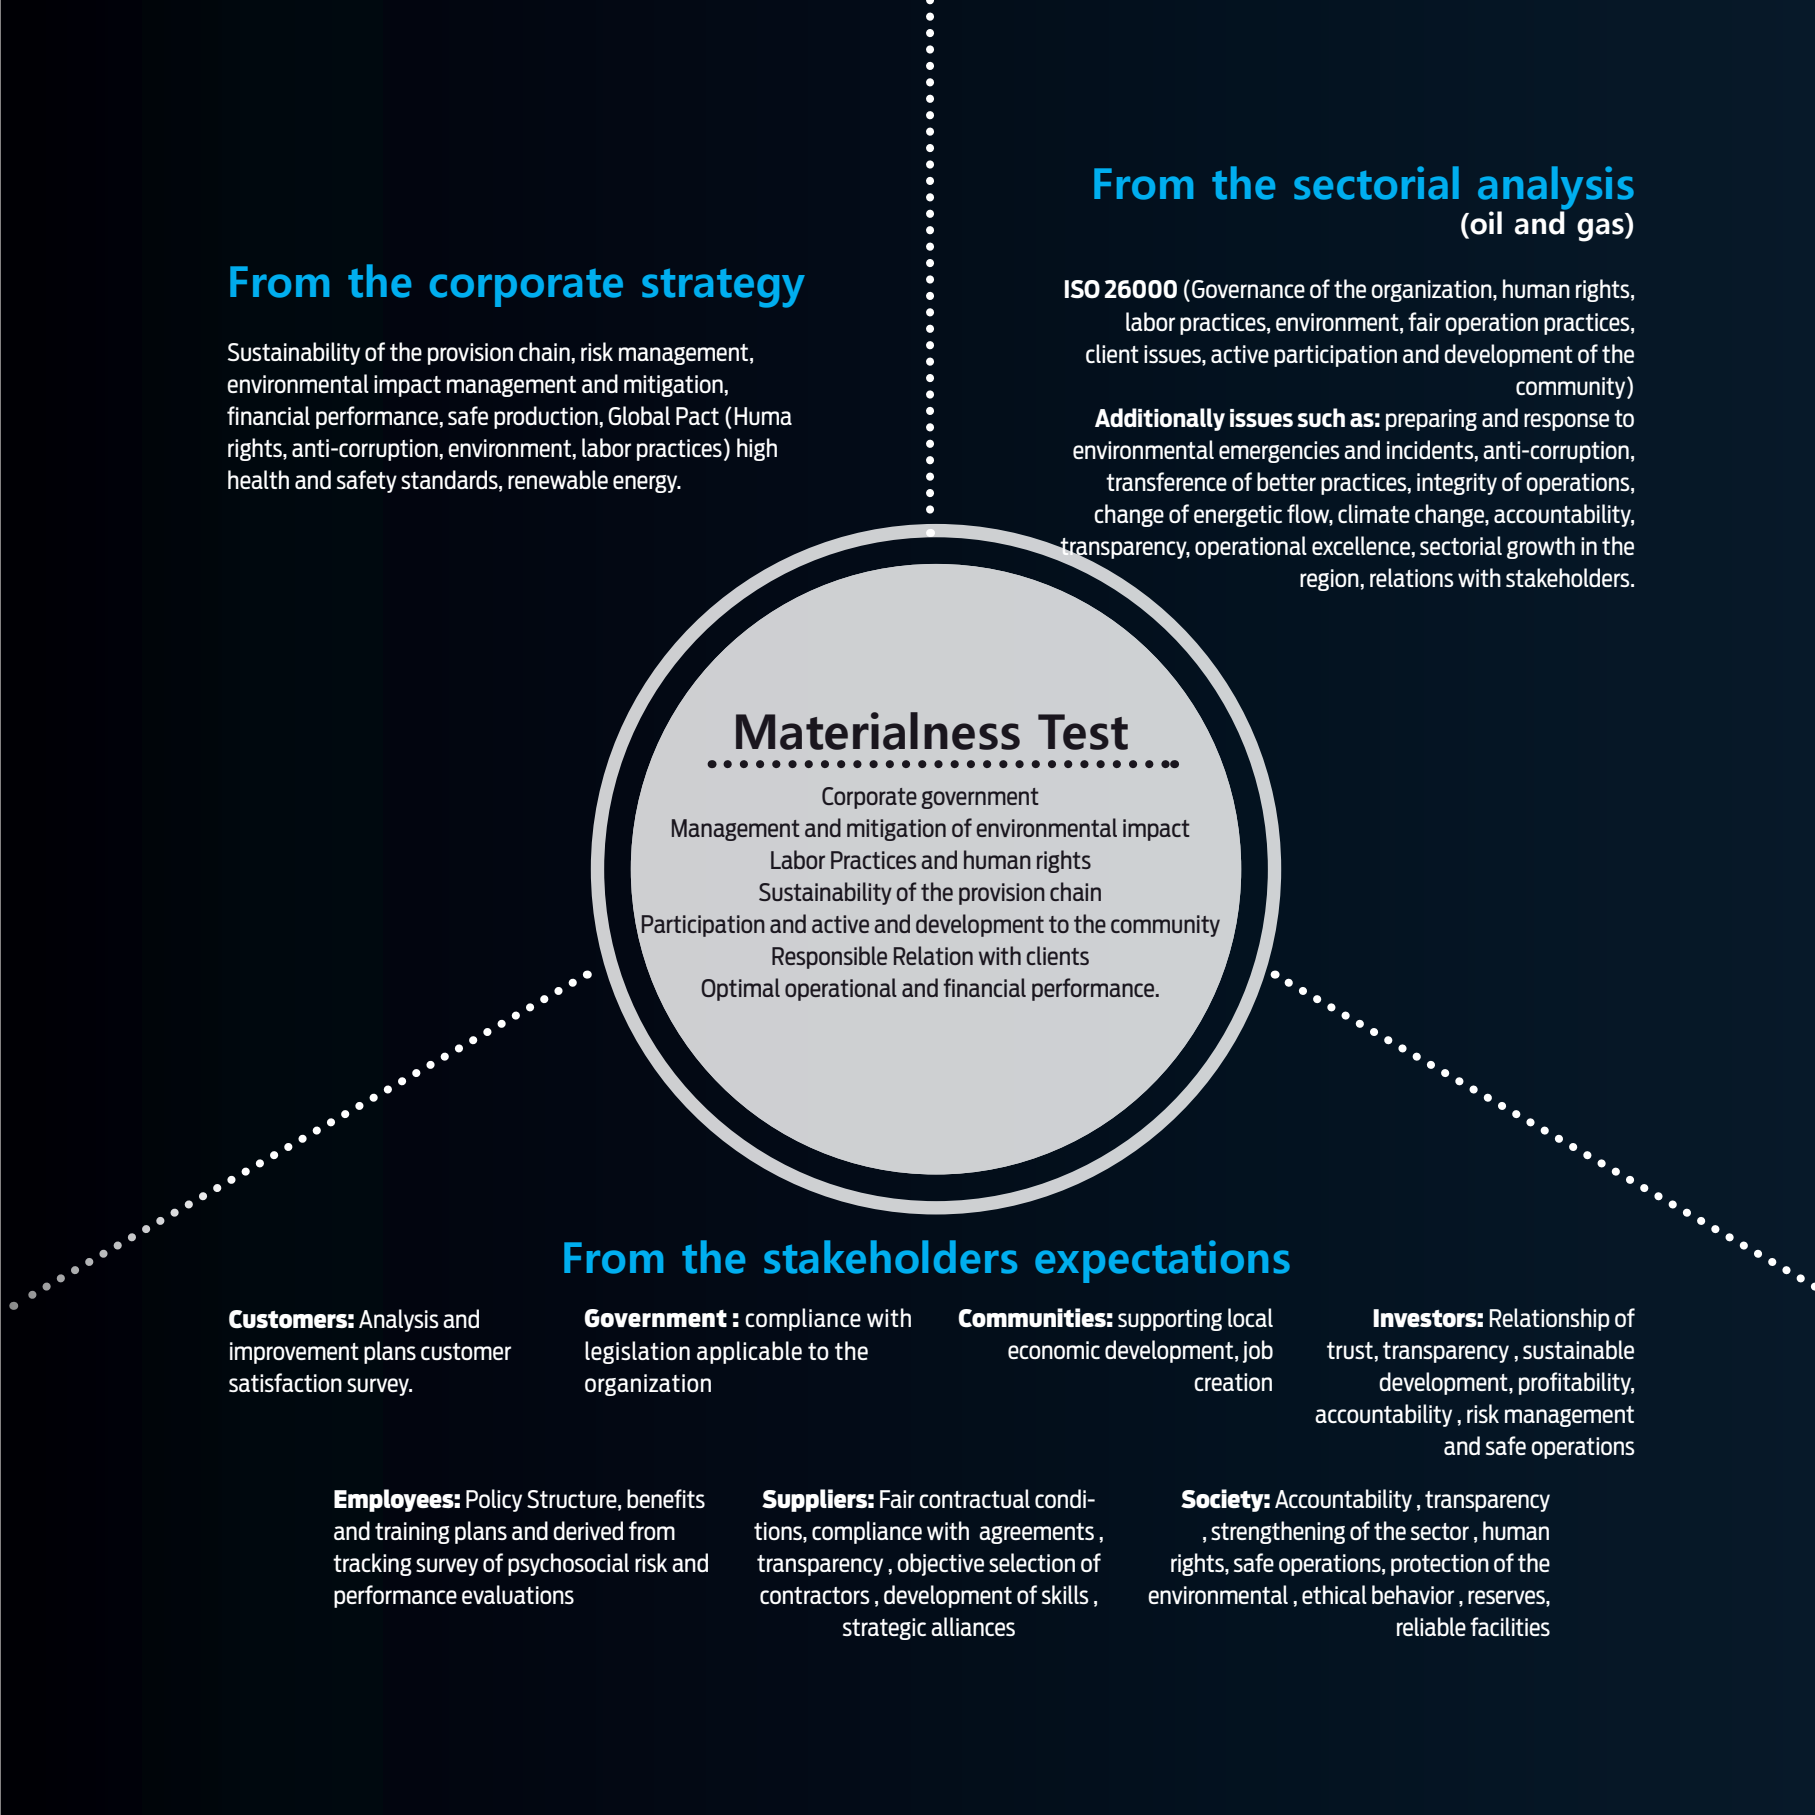 From the corporate strategy
Sustainability of the provision chain, risk management,
environmental impact management and mitigation,
financial performance, safe production, Global Pact (Huma
rights, anti-corruption, environment, labor practices) high
health and safety standards, renewable energy.
From the sectorial analysis
(oil and gas)
ISO 26000 (Governance of the organization, human rights,
labor practices, environment, fair operation practices,
client issues, active participation and development of the
community)
Additionally issues such as: preparing and response to
environmental emergencies and incidents, anti-corruption,
transference of better practices, integrity of operations,
change of energetic flow, climate change, accountability,
transparency, operational excellence, sectorial growth in the
region, relations with stakeholders.
Materialness Test
Corporate government
Management and mitigation of environmental impact
Labor Practices and human rights
Sustainability of the provision chain
Participation and active and development to the community
Responsible Relation with clients
Optimal operational and financial performance.
From the stakeholders expectations
Customers: Analysis and
improvement plans customer
satisfaction survey.
Government : compliance with
legislation applicable to the
organization
Communities: supporting local
economic development, job
creation
Investors: Relationship of
trust, transparency , sustainable
development, profitability,
accountability , risk management
and safe operations
Employees: Policy Structure, benefits
and training plans and derived from
tracking survey of psychosocial risk and
performance evaluations
Suppliers: Fair contractual condi-
tions, compliance with agreements ,
transparency , objective selection of
contractors , development of skills ,
strategic alliances
Society: Accountability , transparency
, strengthening of the sector , human
rights, safe operations, protection of the
environmental , ethical behavior , reserves,
reliable facilities